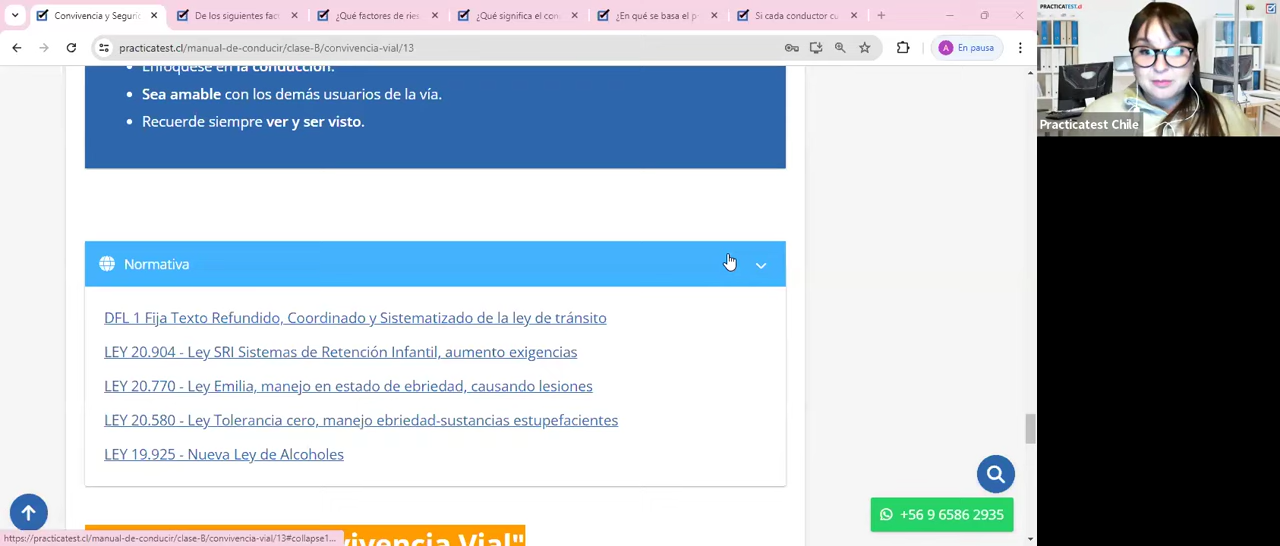 Convivencia y Seguri
De los siguientes fact
¿Qué factores de ries
¿Qué significa el con
¿En qué se basa el p
Si cada conductor cu
practicatest.cl/manual-de-conducir/clase-B/convivencia-vial/13
A
En pausa
PRACTICATEST.cl
Practicatest Chile
Enfóquese en la conducción.
Sea amable con los demás usuarios de la vía.
Recuerde siempre ver y ser visto.
Normativa
DFL 1 Fija Texto Refundido, Coordinado y Sistematizado de la ley de tránsito
LEY 20.904 - Ley SRI Sistemas de Retención Infantil, aumento exigencias
LEY 20.770 - Ley Emilia, manejo en estado de ebriedad, causando lesiones
LEY 20.580 - Ley Tolerancia cero, manejo ebriedad-sustancias estupefacientes
LEY 19.925 - Nueva Ley de Alcoholes
+56 9 6586 2935
https://practicatest.cl/manual-de-conducir/clase-B/convivencia-vial/13#collapse1...
vivencia Vial"